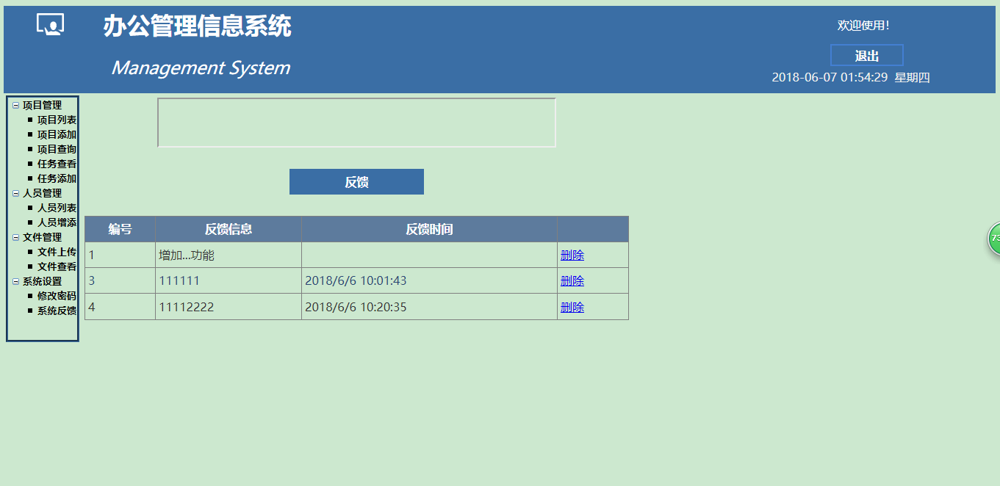 办公管理信息系统
Management System
欢迎使用!
退出
2018-06-07 01:54:29 星期四
项目管理
项目列表
项目添加
项目查询
任务查看
任务添加
人员管理
人员列表
人员增添
文件管理
文件上传
文件查看
系统设置
修改密码
系统反馈
反馈
编号 反馈信息 反馈时间
1 增加...功能 删除
3 111111 2018/6/6 10:01:43 删除
4 11112222 2018/6/6 10:20:35 删除